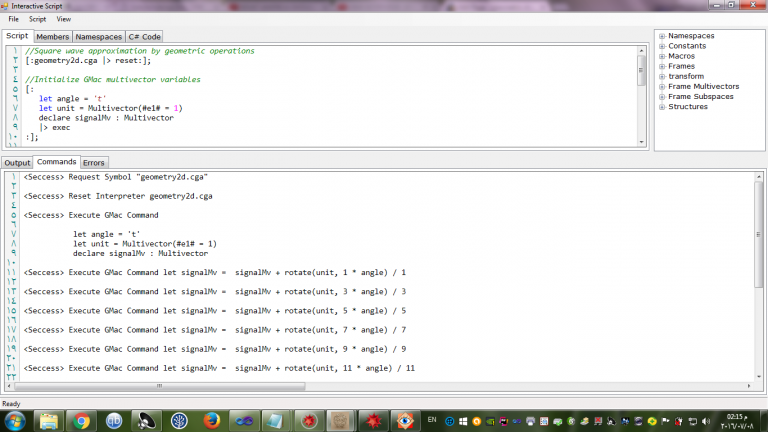 Interactive Script
File Script View
Script Members Namespaces C# Code
١ //Square wave approximation by geometric operations
٢ [:geometry2d.cga |> reset:];
٣
٤ //Initialize GMac multivector variables
٥ [:
٦ let angle = 't'
٧ let unit = Multivector(#e1# = 1)
٨ declare signalMv : Multivector
٩ |> exec
١٠ :];
Namespaces
Constants
Macros
Frames
transform
Frame Multivectors
Frame Subspaces
Structures
Output Commands Errors
١ <Seccess> Request Symbol "geometry2d.cga"
٢
٣ <Seccess> Reset Interpreter geometry2d.cga
٤
٥ <Seccess> Execute GMac Command
٦
٧ let angle = 't'
٨ let unit = Multivector(#e1# = 1)
٩ declare signalMv : Multivector
١٠
١١ <Seccess> Execute GMac Command let signalMv = signalMv + rotate(unit, 1 * angle) / 1
١٢
١٣ <Seccess> Execute GMac Command let signalMv = signalMv + rotate(unit, 3 * angle) / 3
١٤
١٥ <Seccess> Execute GMac Command let signalMv = signalMv + rotate(unit, 5 * angle) / 5
١٦
١٧ <Seccess> Execute GMac Command let signalMv = signalMv + rotate(unit, 7 * angle) / 7
١٨
١٩ <Seccess> Execute GMac Command let signalMv = signalMv + rotate(unit, 9 * angle) / 9
٢٠
٢١ <Seccess> Execute GMac Command let signalMv = signalMv + rotate(unit, 11 * angle) / 11
٢٢
Ready
EN
02:15 م
٢٠١٦/٠٧/٠٨